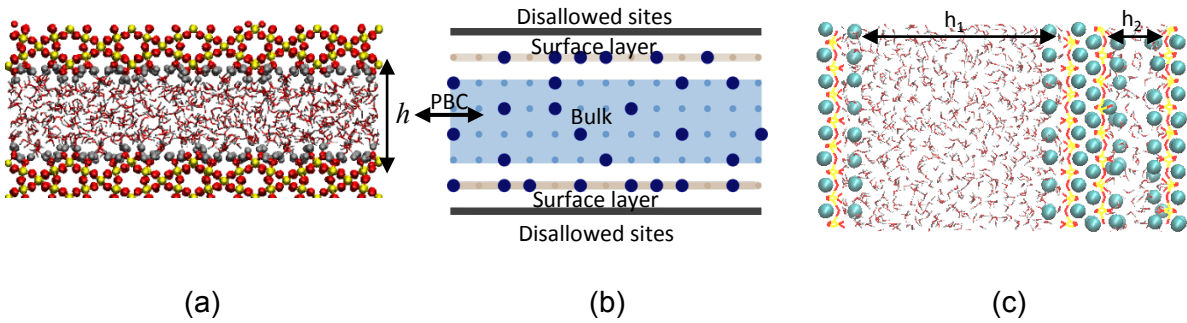 h
Disallowed sites
Surface layer
PBC
Bulk
Surface layer
Disallowed sites
h₁
h₂
(a)
(b)
(c)